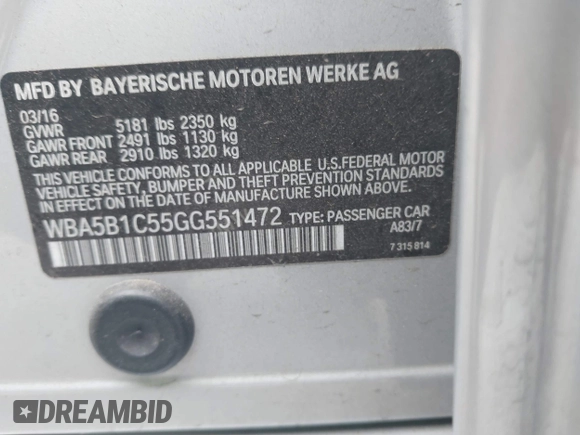 MFD BY BAYERISCHE MOTOREN WERKE AG
03/16
GVWR 5181 lbs 2350 kg
GAWR FRONT 2491 lbs 1130 kg
GAWR REAR 2910 lbs 1320 kg
THIS VEHICLE CONFORMS TO ALL APPLICABLE U.S.FEDERAL MOTOR
VEHICLE SAFETY, BUMPER AND THEFT PREVENTION STANDARDS
IN EFFECT ON THE DATE OF MANUFACTURE SHOWN ABOVE.
WBA5B1C55GG551472 TYPE: PASSENGER CAR
A83/7
7 315 814
DREAMBID